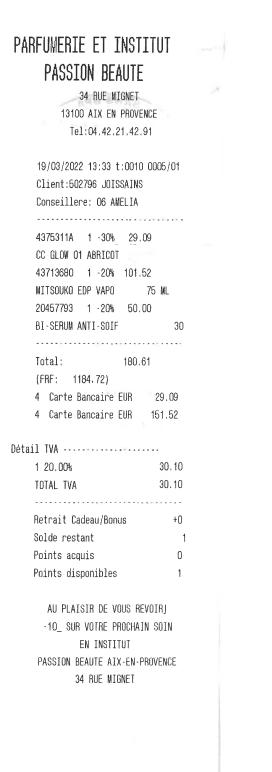 PARFUMERIE ET INSTITUT
PASSION BEAUTE
34 RUE MIGNET
13100 AIX EN PROVENCE
Tel:04.42.21.42.91
19/03/2022 13:33 t:0010 0005/01
Client:502796 JOISSAINS
Conseillere: 06 AMELIA
4375311A 1 -30% 29.09
CC GLOW 01 ABRICOT
43713680 1 -20% 101.52
MITSOUKO EDP VAPO 75 ML
20457793 1 -20% 50.00
BI-SERUM ANTI-SOIF 30
Total: 180.61
(FRF: 1184.72)
4 Carte Bancaire EUR 29.09
4 Carte Bancaire EUR 151.52
Détail TVA
1 20.00% 30.10
TOTAL TVA 30.10
Retrait Cadeau/Bonus +0
Solde restant 1
Points acquis 0
Points disponibles 1
AU PLAISIR DE VOUS REVOIR¡
-10_ SUR VOTRE PROCHAIN SOIN
EN INSTITUT
PASSION BEAUTE AIX-EN-PROVENCE
34 RUE MIGNET